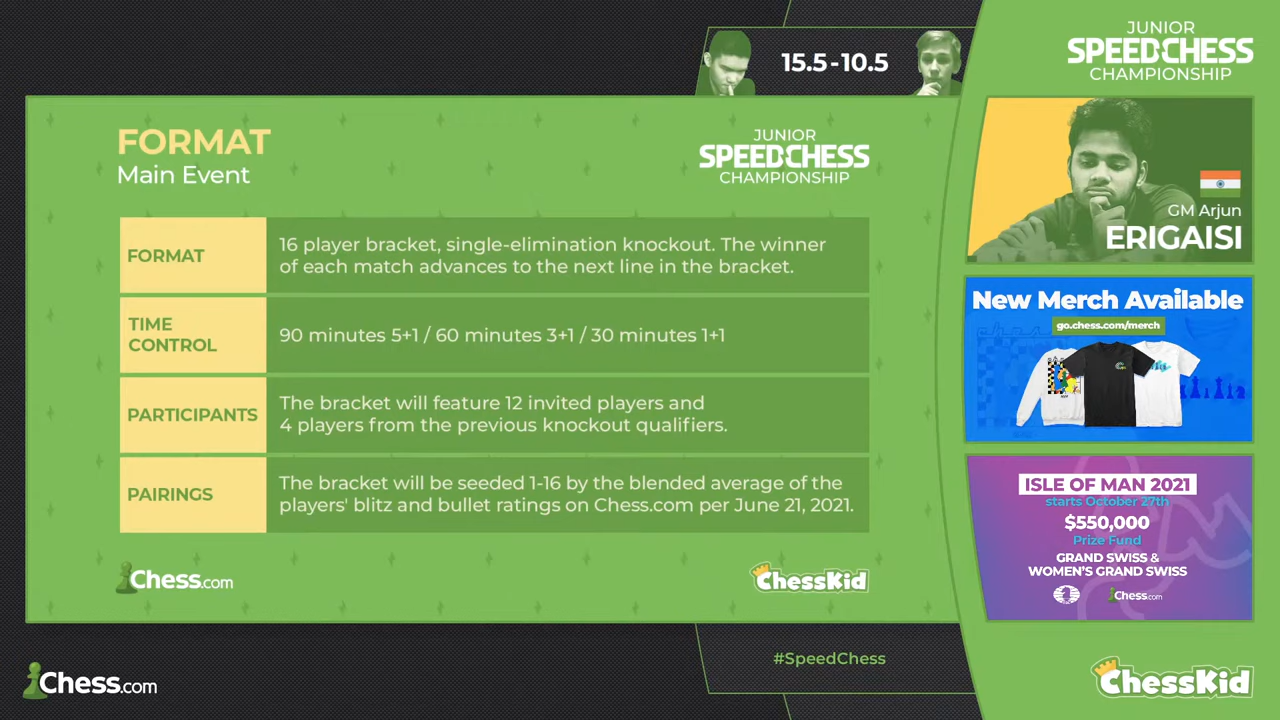 15.5-10.5
FORMAT
Main Event
JUNIOR
SPEEDCHESS
CHAMPIONSHIP
FORMAT
16 player bracket, single-elimination knockout. The winner
of each match advances to the next line in the bracket.
TIME
CONTROL
90 minutes 5+1 / 60 minutes 3+1 / 30 minutes 1+1
PARTICIPANTS
The bracket will feature 12 invited players and
4 players from the previous knockout qualifiers.
PAIRINGS
The bracket will be seeded 1-16 by the blended average of the
players' blitz and bullet ratings on Chess.com per June 21, 2021.
Chess.com
ChessKid
Chess.com
#SpeedChess
JUNIOR
SPEEDCHESS
CHAMPIONSHIP
GM Arjun
ERIGAISI
New Merch Available
go.chess.com/merch
ISLE OF MAN 2021
starts October 27th
$550,000
Prize Fund
GRAND SWISS &
WOMEN'S GRAND SWISS
Chess.com
ChessKid